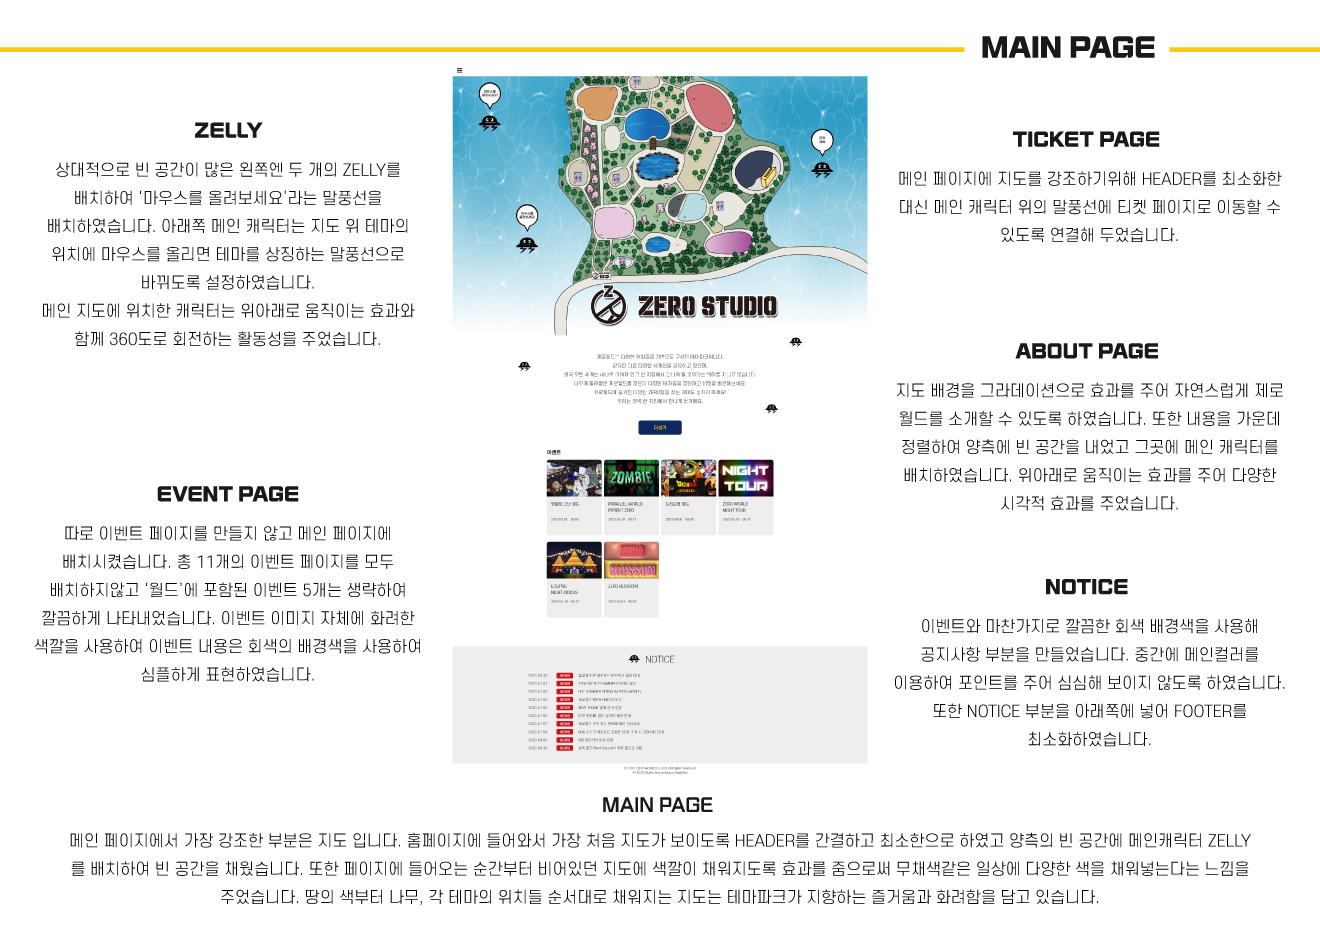 MAIN PAGE
ZELLY
상대적으로 빈 공간이 많은 왼쪽엔 두 개의 ZELLY를
배치하여 ‘마우스를 올려보세요’라는 말풍선을
배치하였습니다. 아래쪽 메인 캐릭터는 지도 위 테마의
위치에 마우스를 올리면 테마를 상징하는 말풍선으로
바뀌도록 설정하였습니다.
메인 지도에 위치한 캐릭터는 위아래로 움직이는 효과와
함께 360도로 회전하는 활동성을 주었습니다.
EVENT PAGE
따로 이벤트 페이지를 만들지 않고 메인 페이지에
배치시켰습니다. 총 11개의 이벤트 페이지를 모두
배치하지않고 ‘월드’에 포함된 이벤트 5개는 생략하여
깔끔하게 나타내었습니다. 이벤트 이미지 자체에 화려한
색깔을 사용하여 이벤트 내용은 회색의 배경색을 사용하여
심플하게 표현하였습니다.
ZERO STUDIO
더보기
이벤트
ZOMBIE
NIGHT
TOUR
PARALLEL WORLD
PATIENT ZERO
ZERO WORLD
NIGHT TOUR
ZERO
BLOSSOM
ECLIPSE:
NIGHT CIRCUS
ZERO BLOSSOM
NOTICE
NEWS
NEWS
NEWS
NEWS
NEWS
NEWS
NEWS
NEWS
NEWS
NEWS
TICKET PAGE
메인 페이지에 지도를 강조하기위해 HEADER를 최소화한
대신 메인 캐릭터 위의 말풍선에 티켓 페이지로 이동할 수
있도록 연결해 두었습니다.
ABOUT PAGE
지도 배경을 그라데이션으로 효과를 주어 자연스럽게 제로
월드를 소개할 수 있도록 하였습니다. 또한 내용을 가운데
정렬하여 양측에 빈 공간을 내었고 그곳에 메인 캐릭터를
배치하였습니다. 위아래로 움직이는 효과를 주어 다양한
시각적 효과를 주었습니다.
NOTICE
이벤트와 마찬가지로 깔끔한 회색 배경색을 사용해
공지사항 부분을 만들었습니다. 중간에 메인컬러를
이용하여 포인트를 주어 심심해 보이지 않도록 하였습니다.
또한 NOTICE 부분을 아래쪽에 넣어 FOOTER를
최소화하였습니다.
MAIN PAGE
메인 페이지에서 가장 강조한 부분은 지도 입니다. 홈페이지에 들어와서 가장 처음 지도가 보이도록 HEADER를 간결하고 최소한으로 하였고 양측의 빈 공간에 메인캐릭터 ZELLY
를 배치하여 빈 공간을 채웠습니다. 또한 페이지에 들어오는 순간부터 비어있던 지도에 색깔이 채워지도록 효과를 줌으로써 무채색같은 일상에 다양한 색을 채워넣는다는 느낌을
주었습니다. 땅의 색부터 나무, 각 테마의 위치들 순서대로 채워지는 지도는 테마파크가 지향하는 즐거움과 화려함을 담고 있습니다.